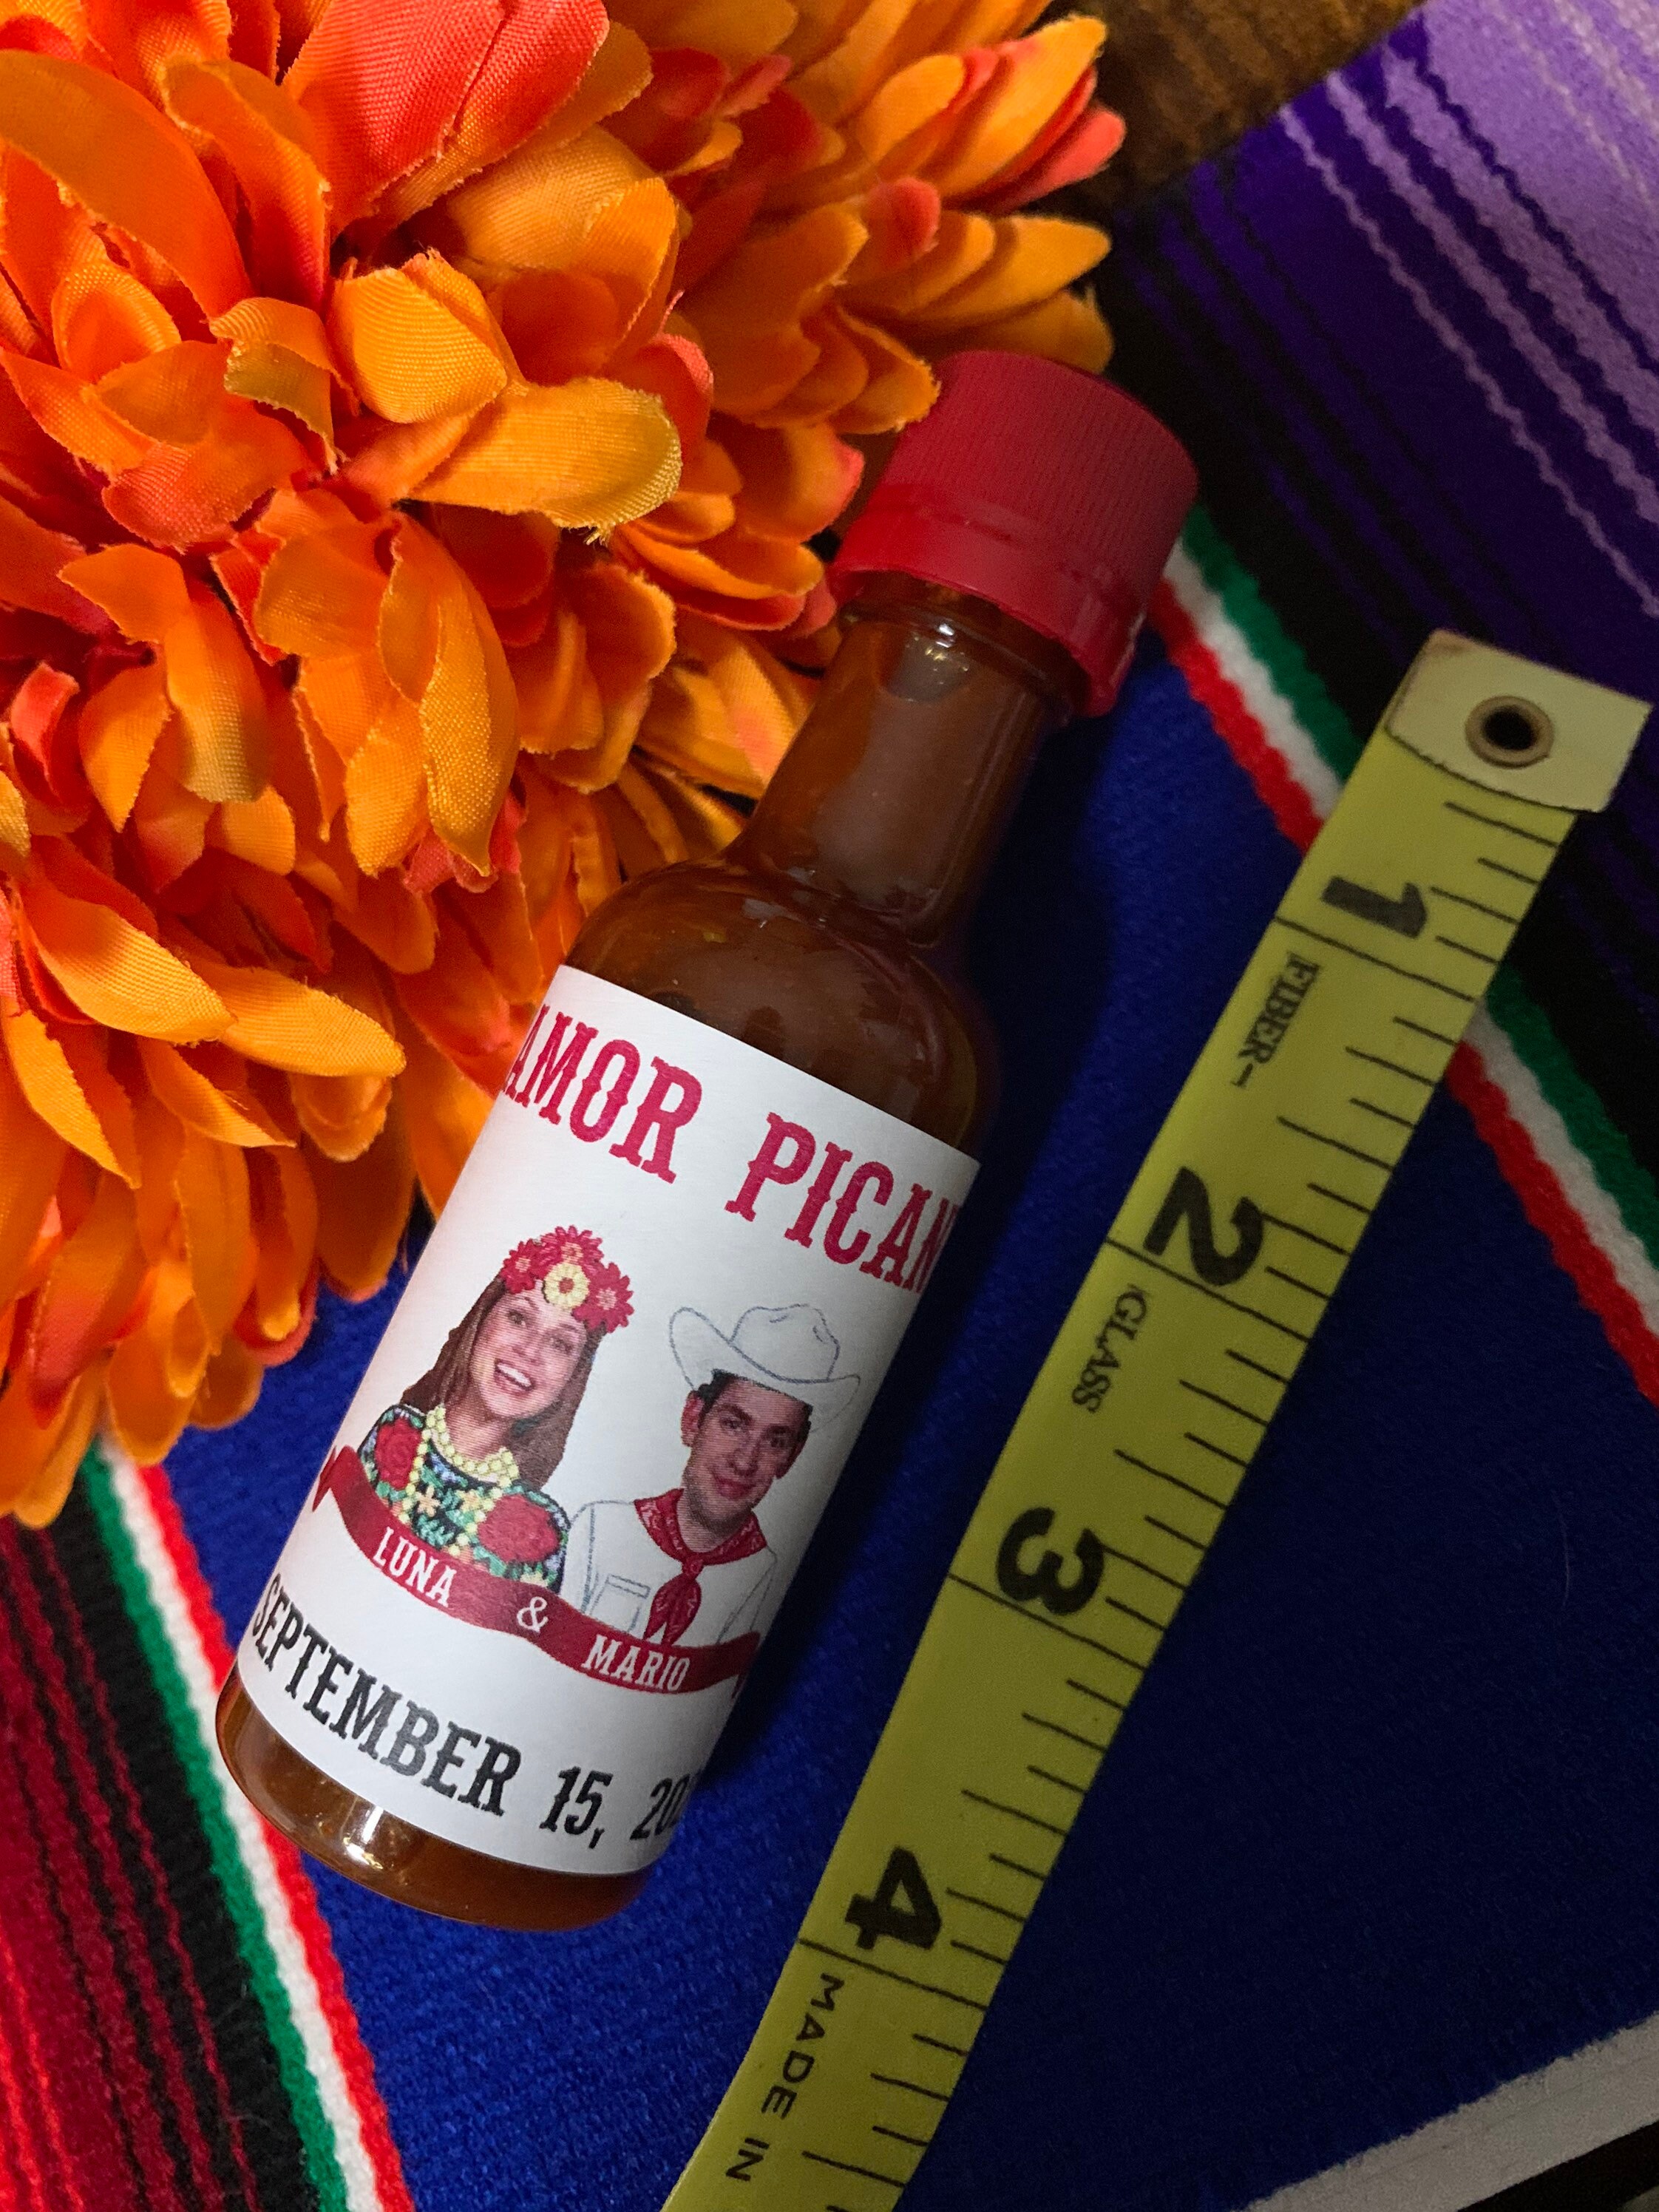 AMOR PICAN
LUNA & MARIO
SEPTEMBER 15, 20
1
FIBER-
2
GLASS
3
4
MADE IN